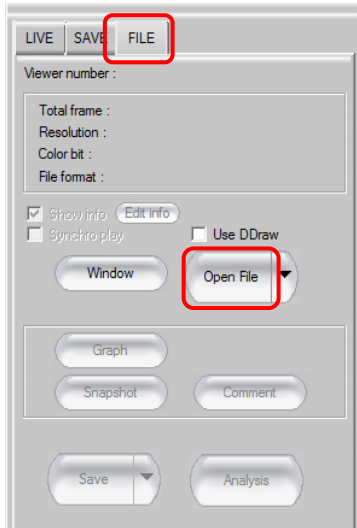 LIVE SAVE FILE
Viewer number :
Total frame :
Resolution :
Color bit :
File format :
Show info Edit info
Synchro play Use DDraw
Window Open File
Graph
Snapshot Comment
Save Analysis